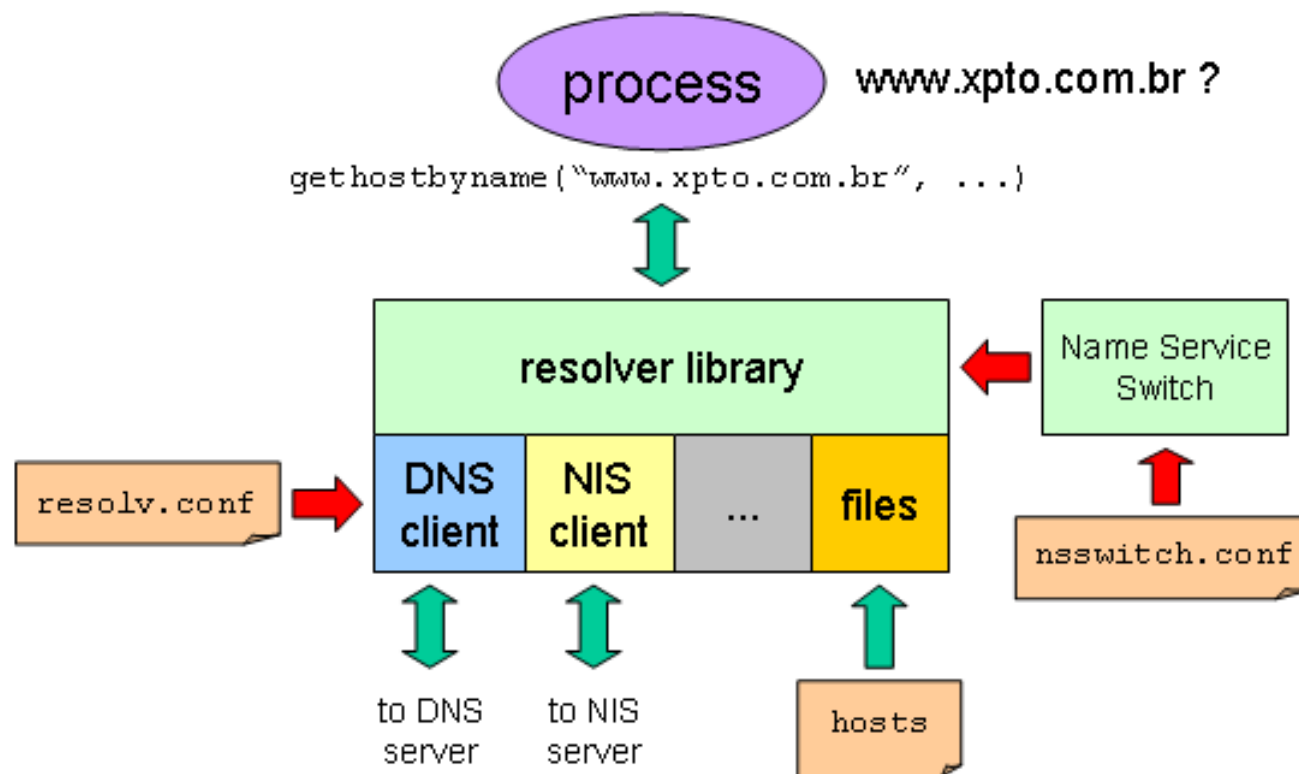 process
www.xpto.com.br ?
gethostbyname(“www.xpto.com.br”, ...)
resolver library
Name Service
Switch
resolv.conf
DNS
client
NIS
client
...
files
nsswitch.conf
to DNS
server
to NIS
server
hosts